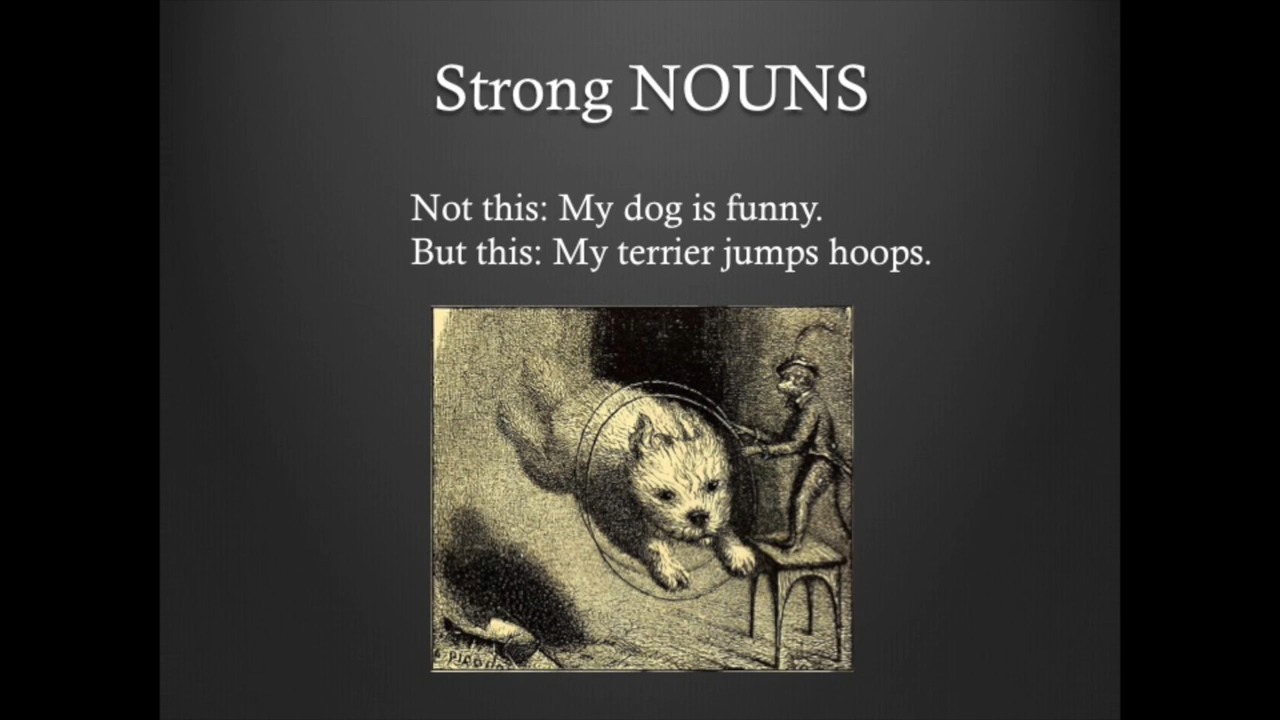 Strong NOUNS
Not this: My dog is funny.
But this: My terrier jumps hoops.